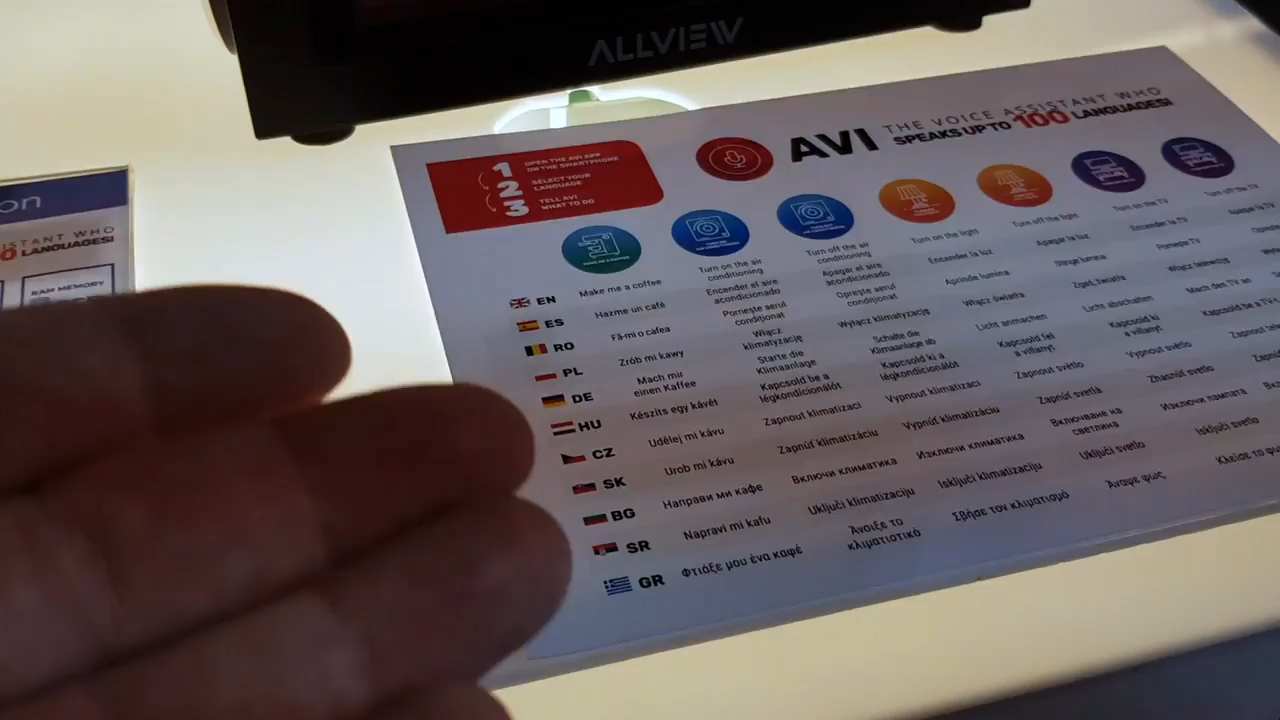 ALLVIEW
AVI THE VOICE ASSISTANT WHO
SPEAKS UP TO 100 LANGUAGES!
1 OPEN THE AVI APP
ON THE SMARTPHONE
2 SELECT YOUR
LANGUAGE
3 TELL AVI
WHAT TO DO
on
ISTANT WHO
0 LANGUAGES!
RAM MEMORY
EN Make me a coffee Turn on the air conditioning Turn off the air conditioning Turn on the light Turn off the light Turn on the TV Turn off the TV
ES Hazme un café Encender el aire acondicionado Apagar el aire acondicionado Encender la luz Apagar la luz Encender la TV Apagar la TV
RO Fă-mi o cafea Pornește aerul condiționat Oprește aerul condiționat Aprinde lumina Stinge lumina Pornește TV
PL Zrób mi kawy Włącz klimatyzację Wyłącz klimatyzację Włącz światła Zgaś światła Włącz telewizję
DE Mach mir einen Kaffee Starte die Klimaanlage Schalte die Klimaanlage ab Licht anmachen Licht abschalten Mach den TV an
HU Készíts egy kávét Kapcsold be a légkondícionálót Kapcsold ki a légkondícionálót Kapcsold fel a villanyt Kapcsold ki a villanyt Kapcsold be a TV-t
CZ Udělej mi kávu Zapnout klimatizaci Vypnout klimatizaci Zapnout světlo Vypnout světlo Zapnout
SK Urob mi kávu Zapnúť klimatizáciu Vypnúť klimatizáciu Zapnúť svetlá Zhasnúť svetlo
BG Направи ми кафе Включи климатика Изключи климатика Включване на светлина Изключи лампата
SR Napravi mi kafu Uključi klimatizaciju Isključi klimatizaciju Uključi svetlo Isključi svetlo
GR Φτιάξε μου ένα καφέ Άνοιξε το κλιματιστικό Σβήσε τον κλιματισμό Άναψε φως Κλείσε το